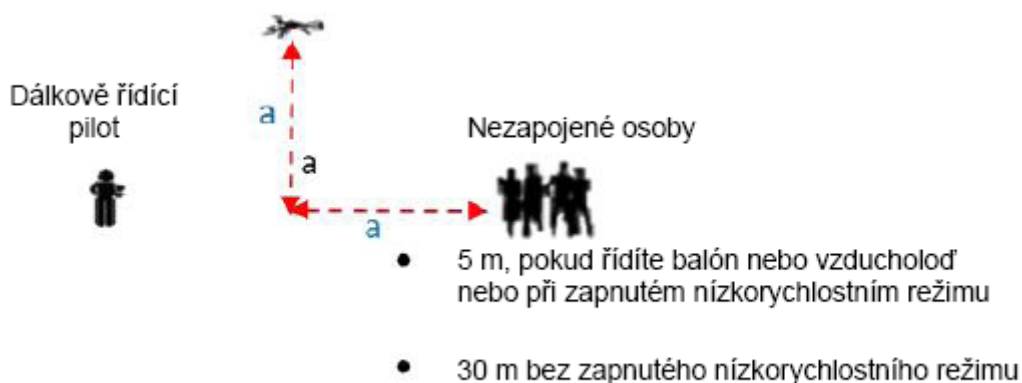 Dálkově řídící
pilot
a
a
Nezapojené osoby
a
• 5 m, pokud řídíte balón nebo vzducholoď
nebo při zapnutém nízkorychlostním režimu
• 30 m bez zapnutého nízkorychlostního režimu